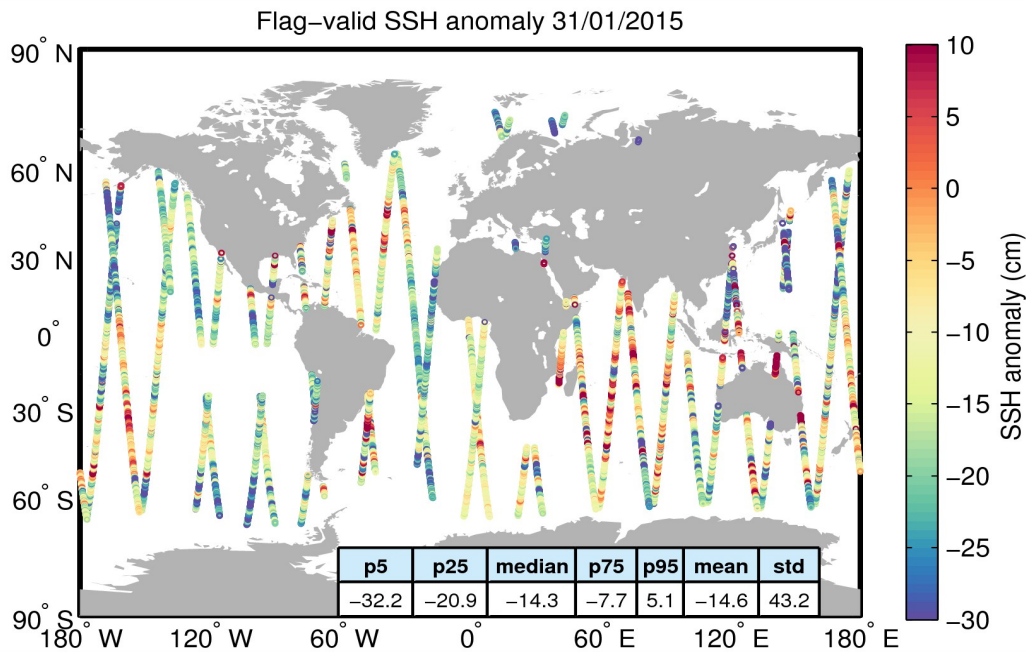 Flag−valid SSH anomaly 31/01/2015
90° N
60° N
30° N
0°
30° S
60° S
90° S
180° W
120° W
60° W
0°
60° E
120° E
180° E
p5 p25 median p75 p95 mean std
−32.2 −20.9 −14.3 −7.7 5.1 −14.6 43.2
10
5
0
−5
−10
−15
−20
−25
−30
SSH anomaly (cm)